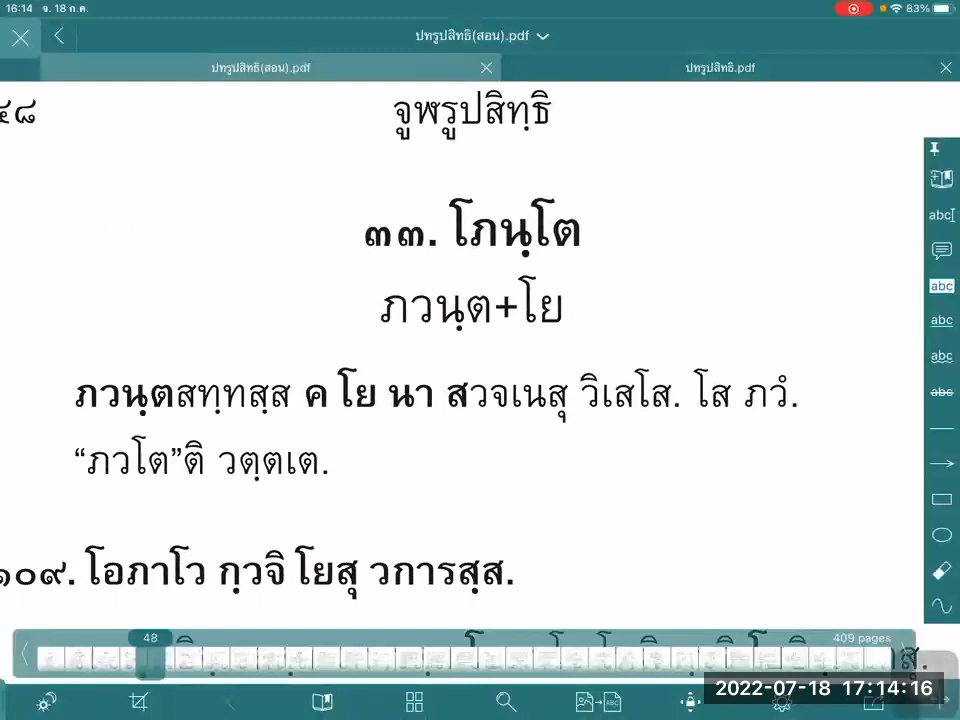 16:14 จ. 18 ก.ค. 83%
ปทรูปสิทธิ(สอน).pdf
ปทรูปสิทธิ(สอน).pdf ปทรูปสิทธิ.pdf
๔๘ จูฬรูปสิทฺธิ
๓๓. โภนฺโต
ภวนฺต+โย
ภวนฺตสทฺทสฺส ค โย นา สวจเนสุ วิเสโส. โส ภวํ.
“ภวโต”ติ วตฺตเต.
๑๐๙. โอภาโว กฺวจิ โยสุ วการสฺส.
48 409 pages
abc
abc
abc
abc
abc
2022-07-18 17:14:16